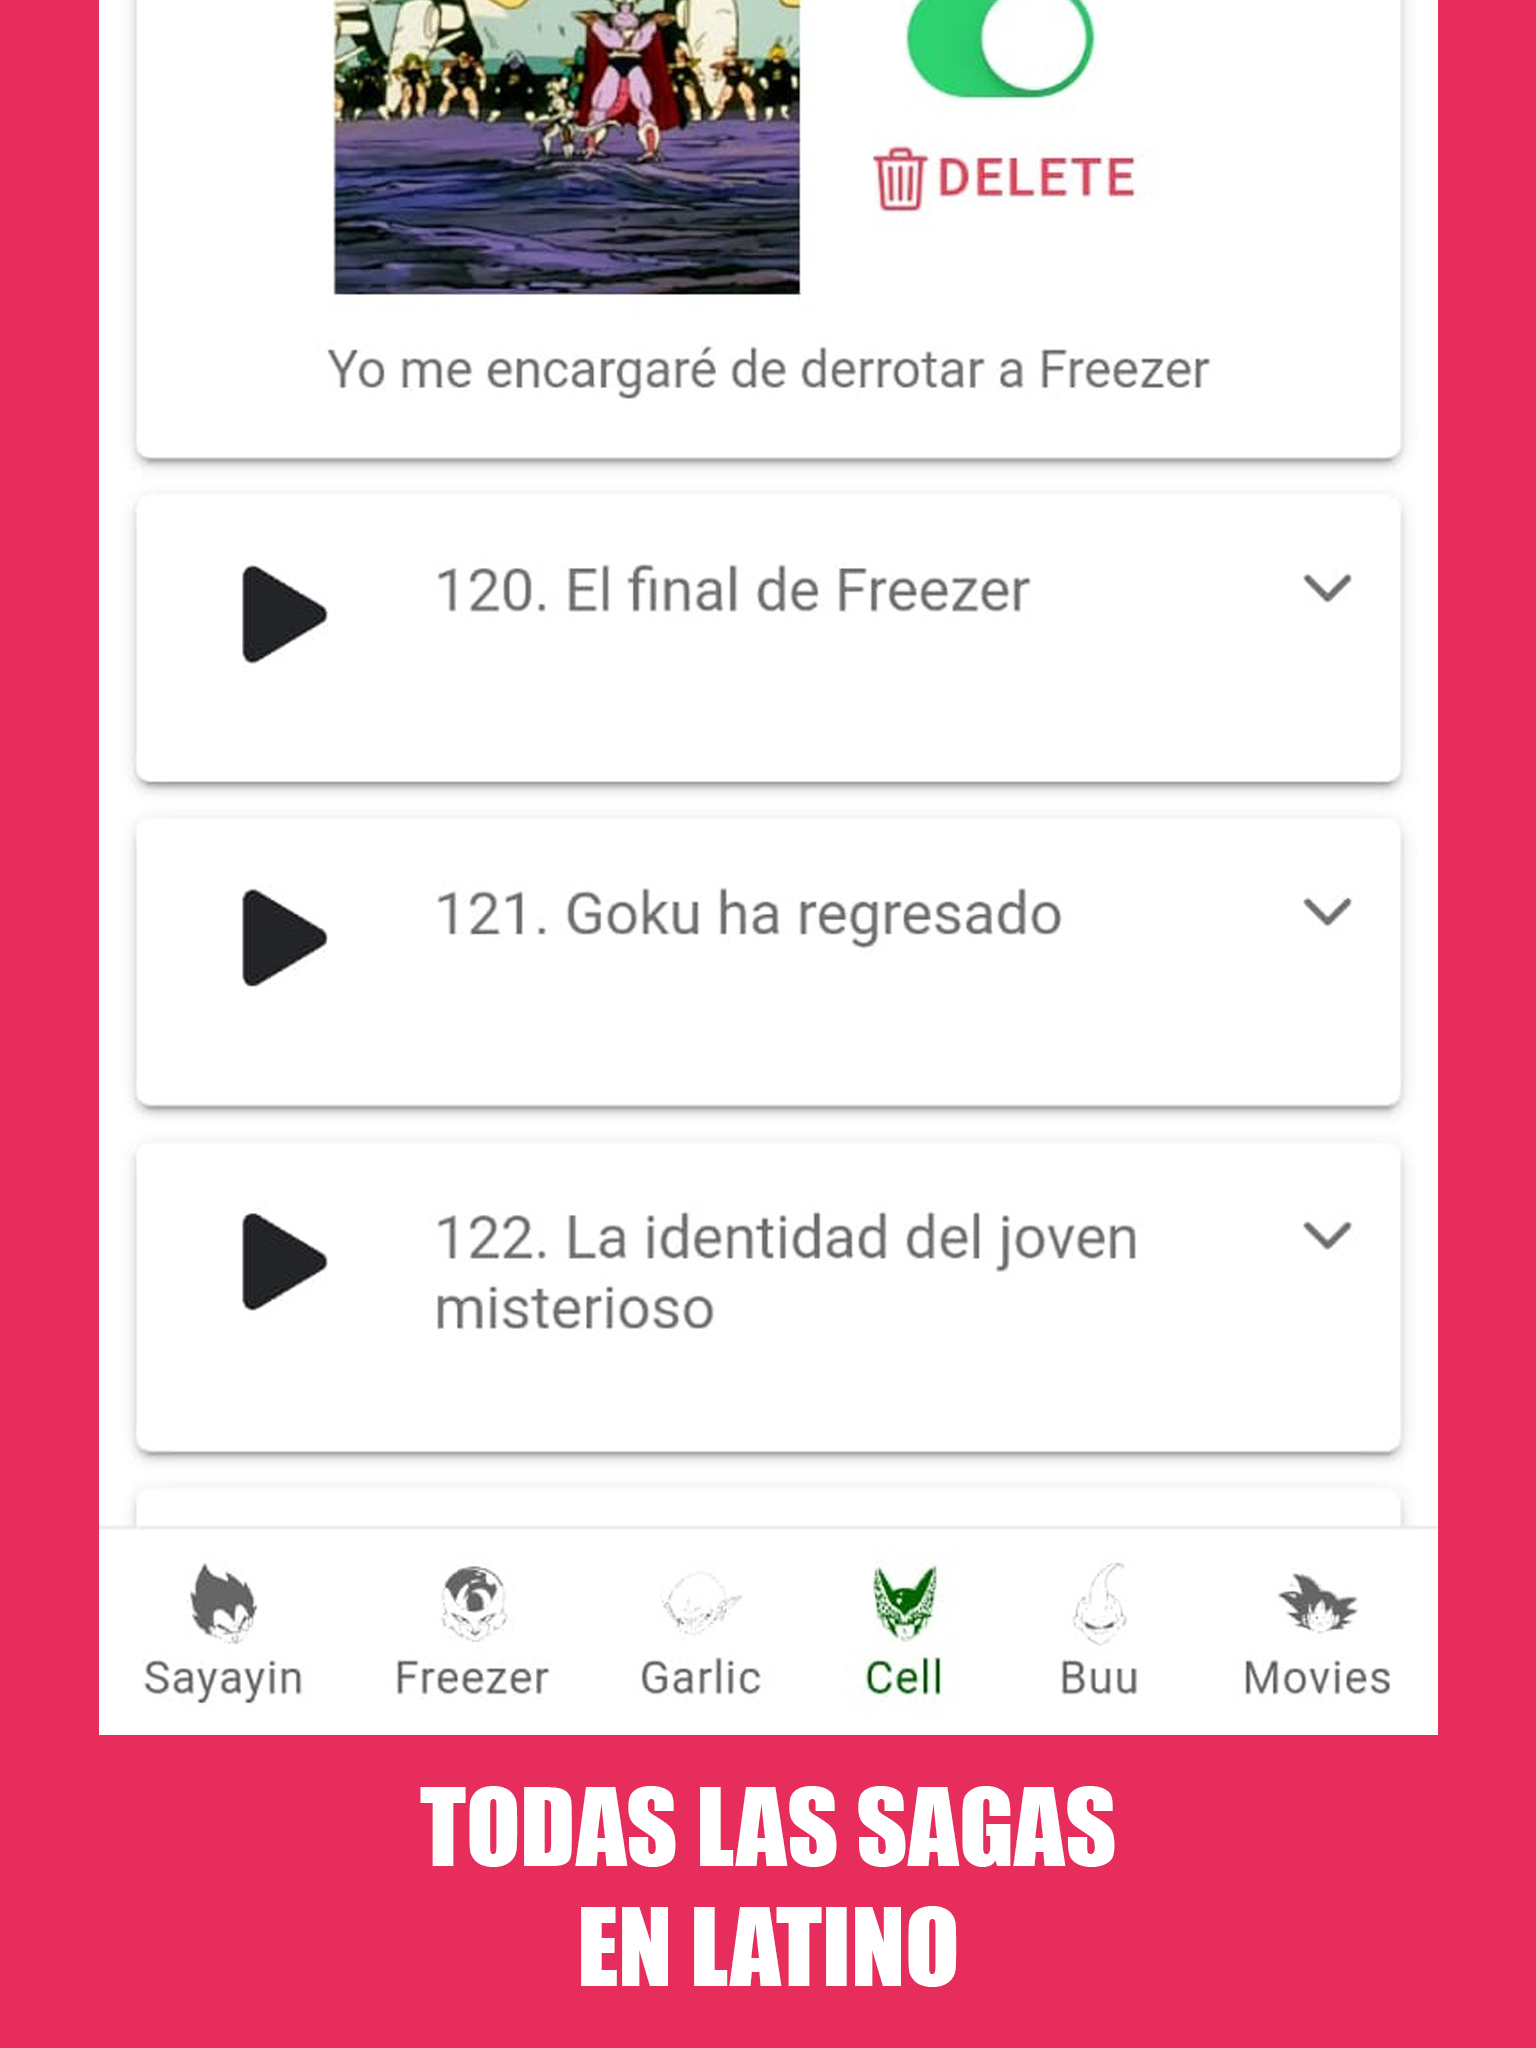 DELETE
Yo me encargaré de derrotar a Freezer
120. El final de Freezer
121. Goku ha regresado
122. La identidad del joven
misterioso
Sayayin
Freezer
Garlic
Cell
Buu
Movies
TODAS LAS SAGAS
EN LATINO